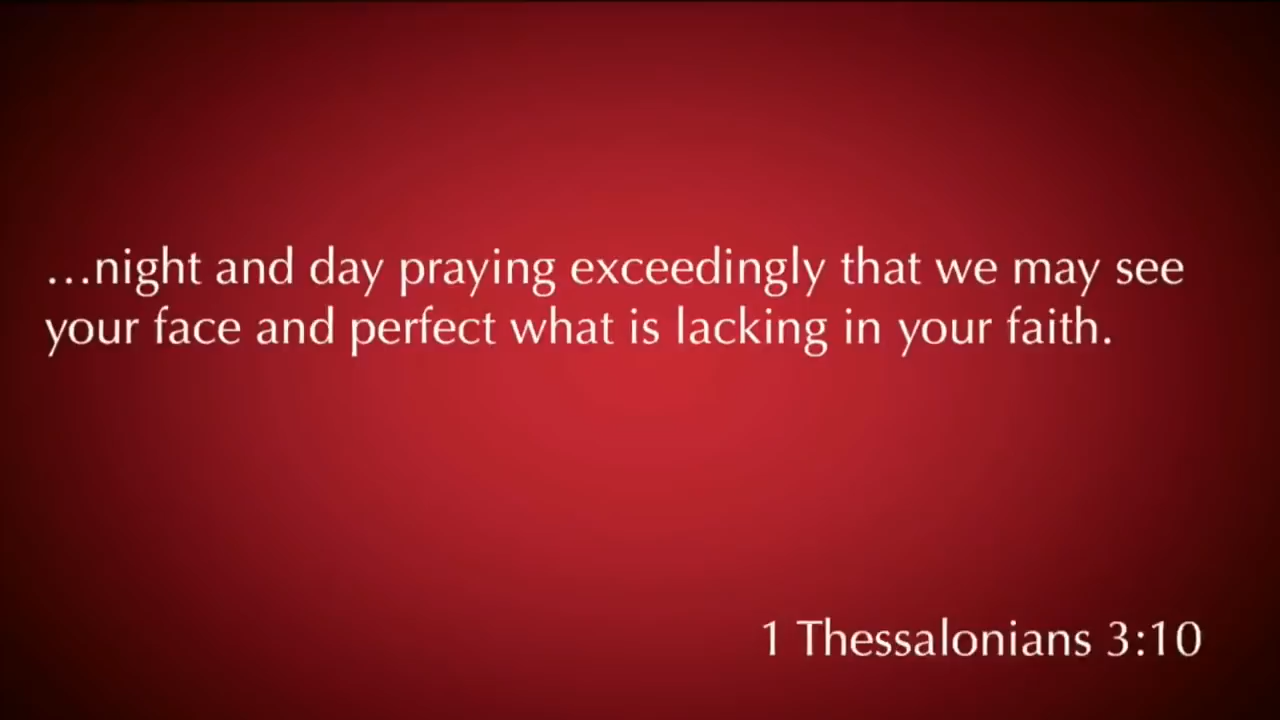 …night and day praying exceedingly that we may see
your face and perfect what is lacking in your faith.
1 Thessalonians 3:10